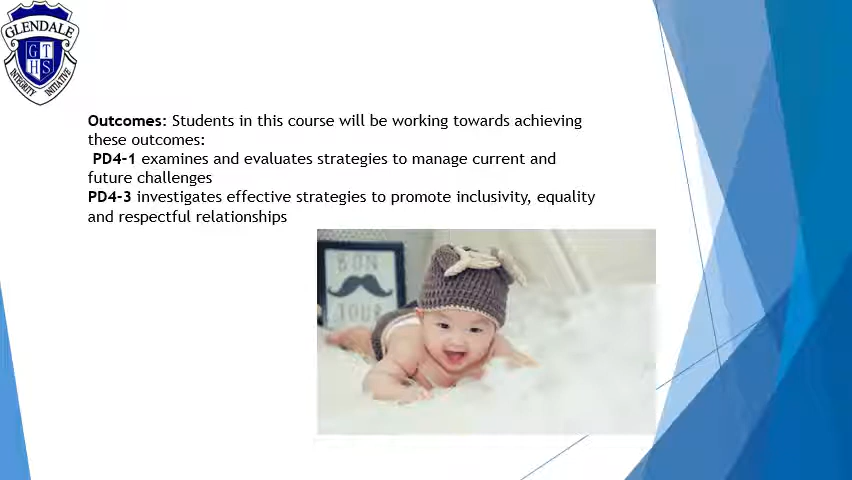 GLENDALE
G T
H S
INTEGRITY INITIATIVE
Outcomes: Students in this course will be working towards achieving
these outcomes:
PD4-1 examines and evaluates strategies to manage current and
future challenges
PD4-3 investigates effective strategies to promote inclusivity, equality
and respectful relationships
BON
TOUR